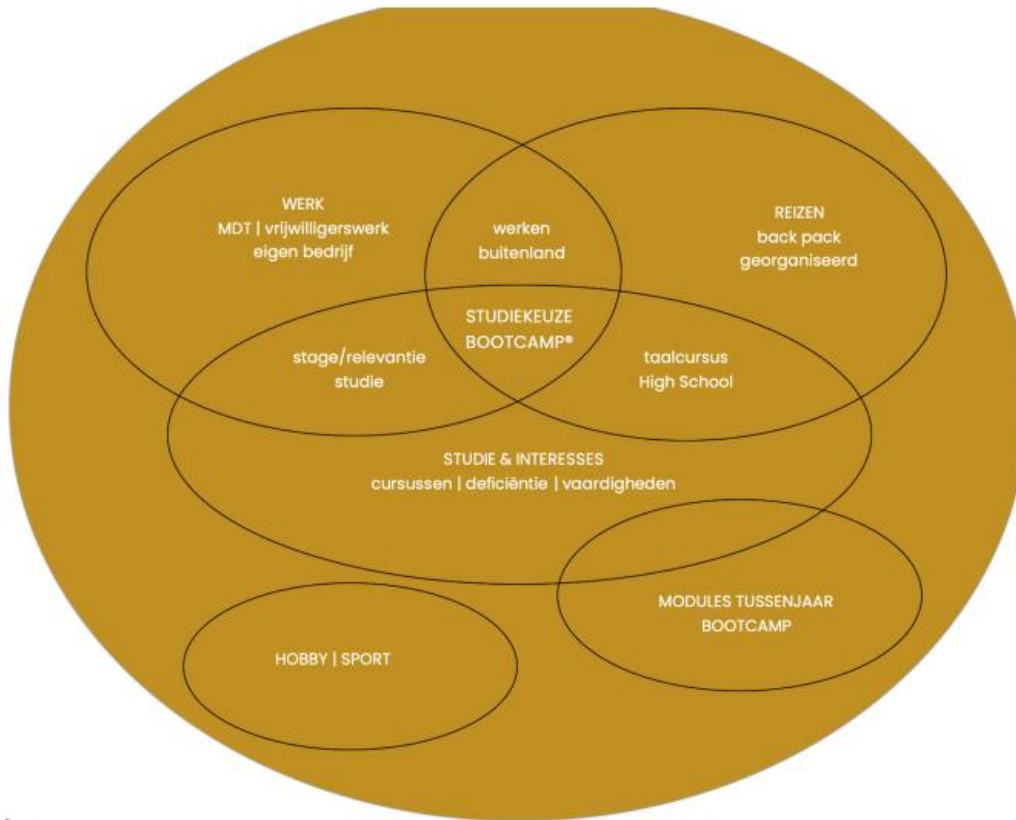 WERK
MDT | vrijwilligerswerk
eigen bedrijf
werken
buitenland
REIZEN
back pack
georganiseerd
STUDIEKEUZE
BOOTCAMP®
stage/relevantie
studie
taalcursus
High School
STUDIE & INTERESSES
cursussen | deficiëntie | vaardigheden
MODULES TUSSENJAAR
BOOTCAMP
HOBBY | SPORT